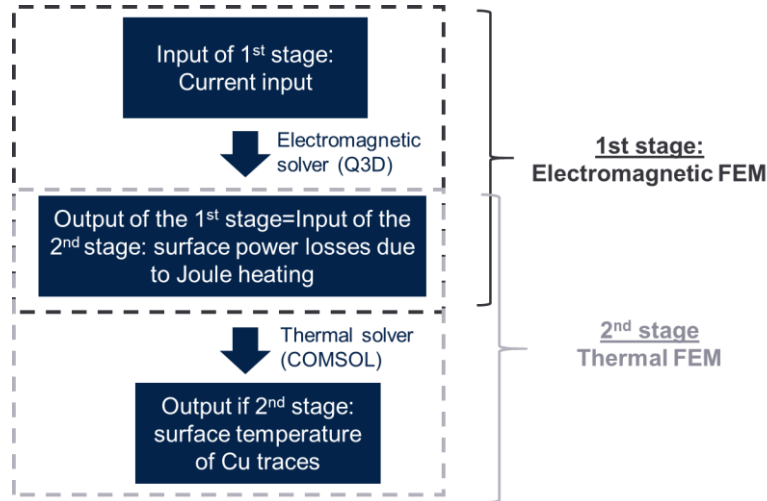 Input of 1st stage:
Current input
Electromagnetic
solver (Q3D)
1st stage:
Electromagnetic FEM
Output of the 1st stage=Input of the
2nd stage: surface power losses due
to Joule heating
Thermal solver
(COMSOL)
2nd stage
Thermal FEM
Output if 2nd stage:
surface temperature
of Cu traces